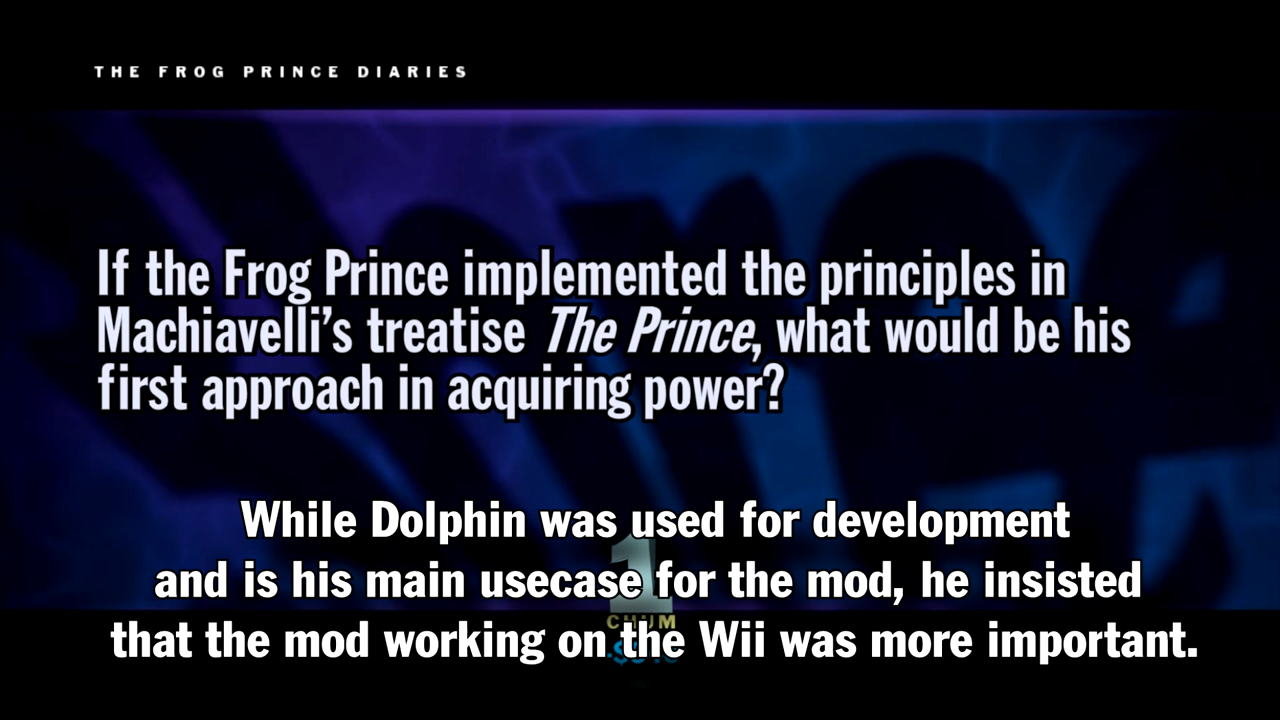 THE FROG PRINCE DIARIES
If the Frog Prince implemented the principles in
Machiavelli’s treatise The Prince, what would be his
first approach in acquiring power?
While Dolphin was used for development
and is his main usecase for the mod, he insisted
that the mod working on the Wii was more important.
1
CHUM